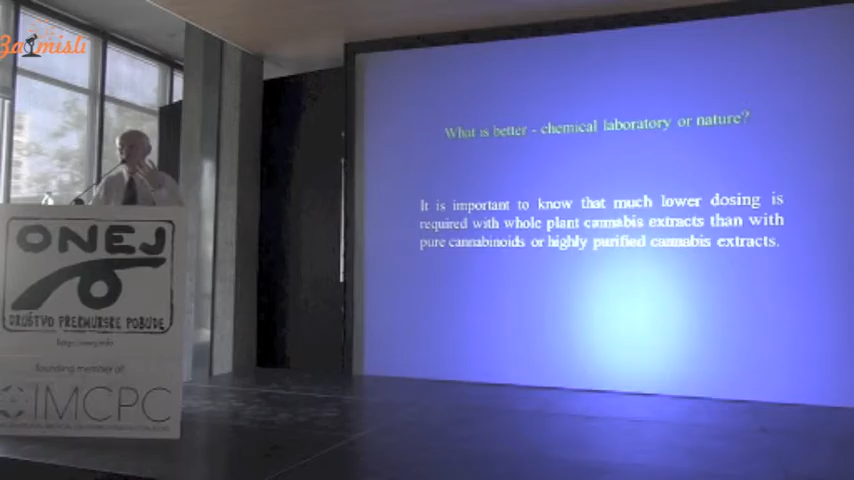 Za misli
What is better - chemical laboratory or nature?
It is important to know that much lower dosing is
required with whole plant cannabis extracts than with
pure cannabinoids or highly purified cannabis extracts.
ONEJ
DRUŠTVO PREKMURSKE POBUDE
founding member of
IMCPC